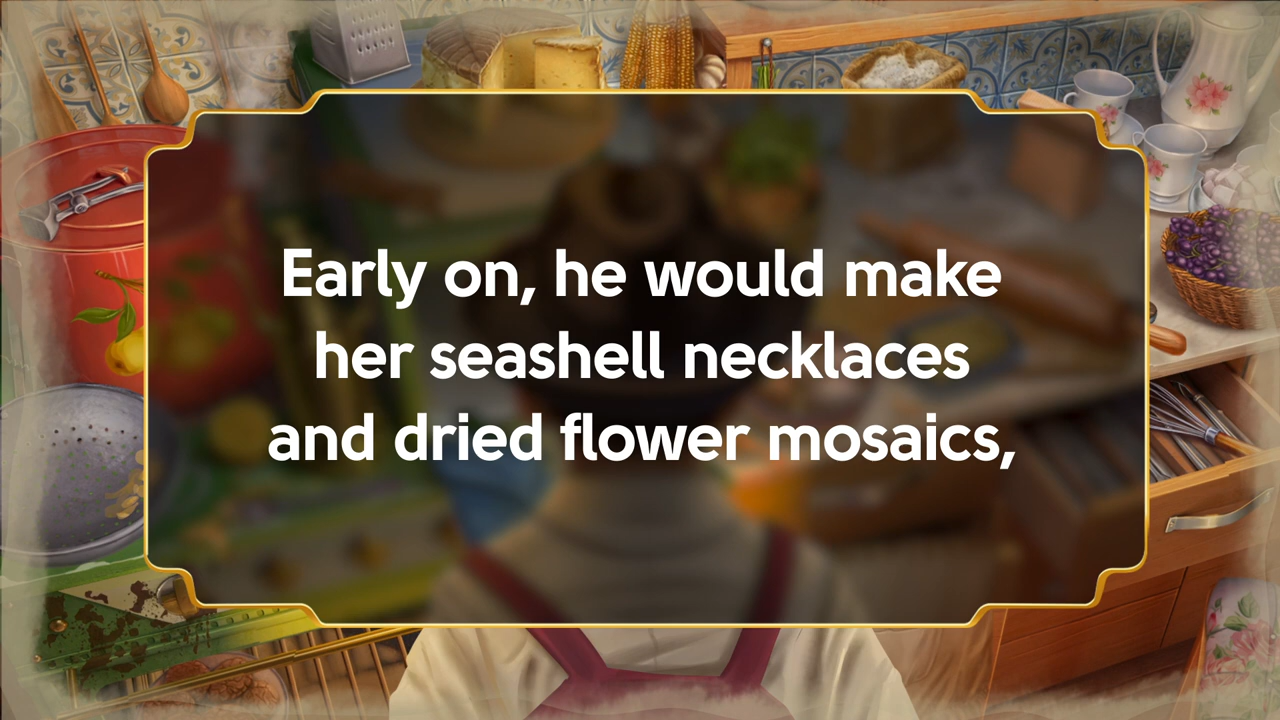 Early on, he would make
her seashell necklaces
and dried flower mosaics,